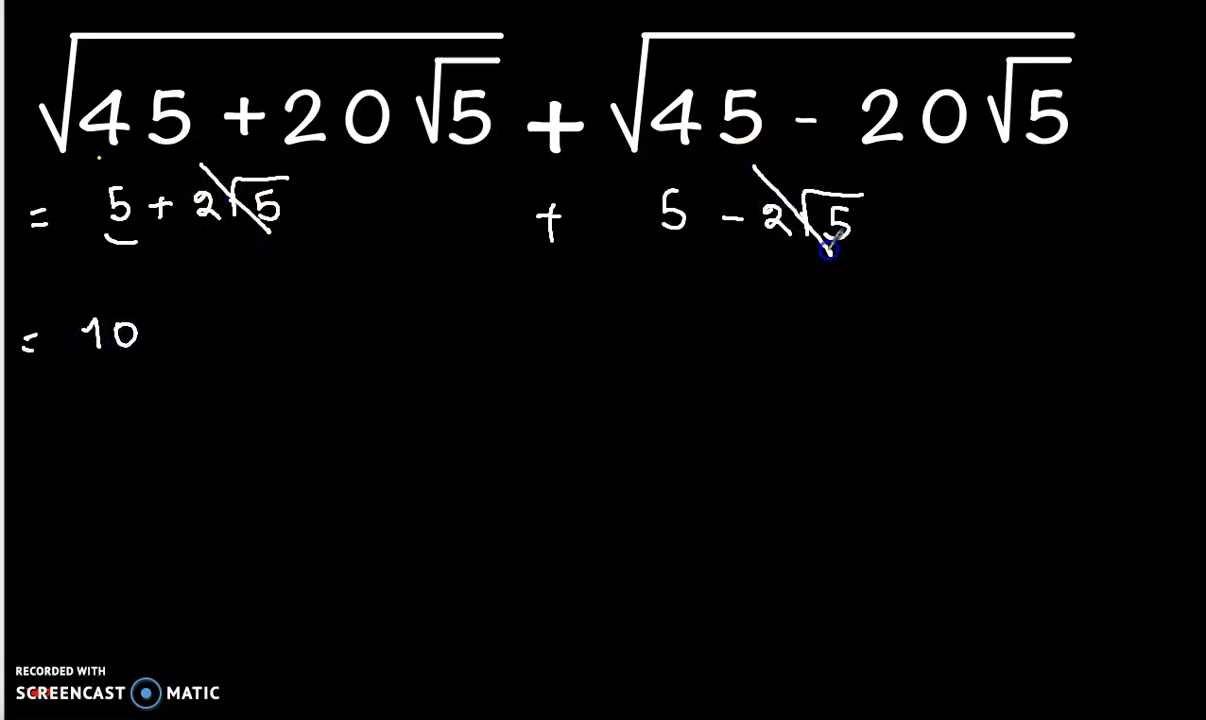 √(45 + 20√5) + √(45 - 20√5)
= 5 + 2√5 + 5 - 2√5
= 10
RECORDED WITH
SCREENCAST MATIC